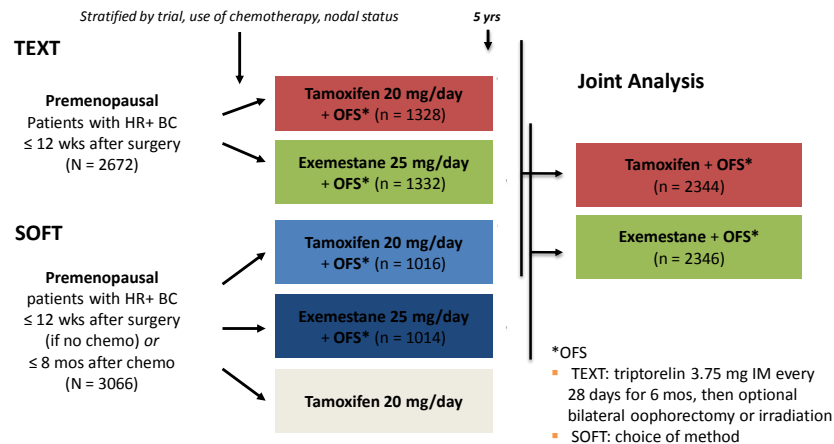 Stratified by trial, use of chemotherapy, nodal status
5 yrs
TEXT
Premenopausal
Patients with HR+ BC
≤ 12 wks after surgery
(N = 2672)
Tamoxifen 20 mg/day
+ OFS* (n = 1328)
Exemestane 25 mg/day
+ OFS* (n = 1332)
SOFT
Premenopausal
patients with HR+ BC
≤ 12 wks after surgery
(if no chemo) or
≤ 8 mos after chemo
(N = 3066)
Tamoxifen 20 mg/day
+ OFS* (n = 1016)
Exemestane 25 mg/day
+ OFS* (n = 1014)
Tamoxifen 20 mg/day
Joint Analysis
Tamoxifen + OFS*
(n = 2344)
Exemestane + OFS*
(n = 2346)
*OFS
▪ TEXT: triptorelin 3.75 mg IM every
28 days for 6 mos, then optional
bilateral oophorectomy or irradiation
▪ SOFT: choice of method